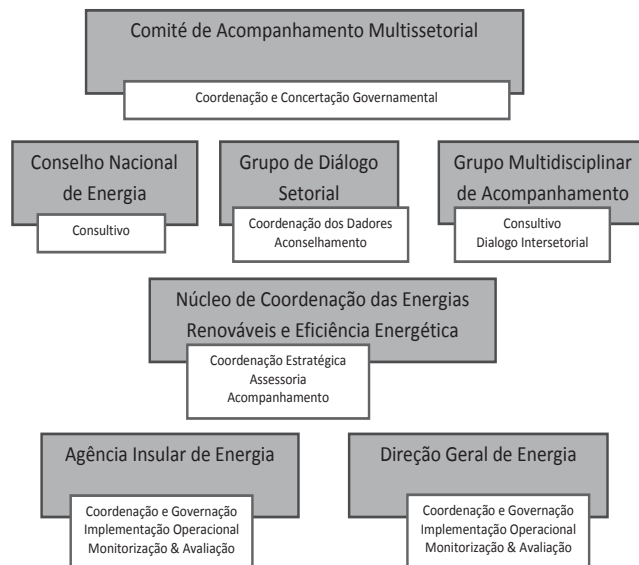 Comité de Acompanhamento Multissetorial
Coordenação e Concertação Governamental
Conselho Nacional
de Energia
Consultivo
Grupo de Diálogo
Setorial
Coordenação dos Dadores
Aconselhamento
Grupo Multidisciplinar
de Acompanhamento
Consultivo
Dialogo Intersetorial
Núcleo de Coordenação das Energias
Renováveis e Eficiência Energética
Coordenação Estratégica
Assessoria
Acompanhamento
Agência Insular de Energia
Coordenação e Governação
Implementação Operacional
Monitorização & Avaliação
Direção Geral de Energia
Coordenação e Governação
Implementação Operacional
Monitorização & Avaliação